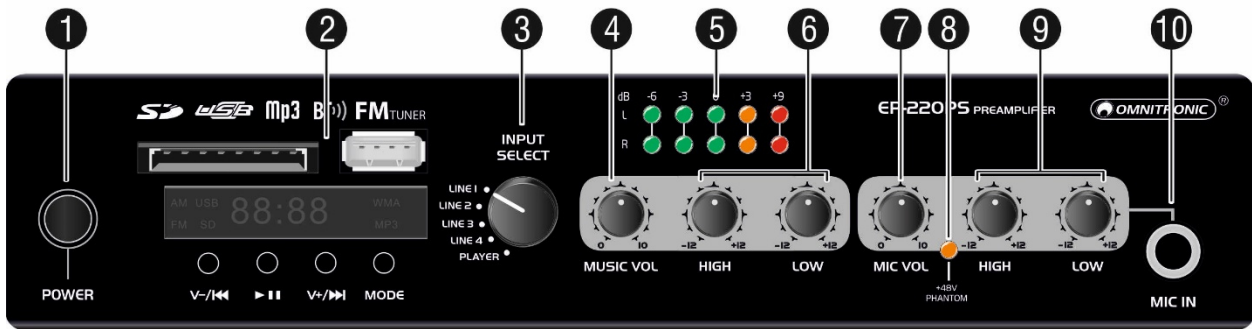 1 2 3 4 5 6 7 8 9 10
SD USB Mp3 FM TUNER
dB -6 -3 0 +3 +9
L
R
EP-220PS PREAMPLIFIER
OMNITRONIC ®
INPUT SELECT
LINE 1
LINE 2
LINE 3
LINE 4
PLAYER
AM USB 88:88 WMA
FM SD MP3
POWER
V-/⏮ ▶⏸ V+/⏭ MODE
0 10 -12 +12 -12 +12
MUSIC VOL HIGH LOW
0 10 -12 +12 -12 +12
MIC VOL HIGH LOW
+48V
PHANTOM
MIC IN